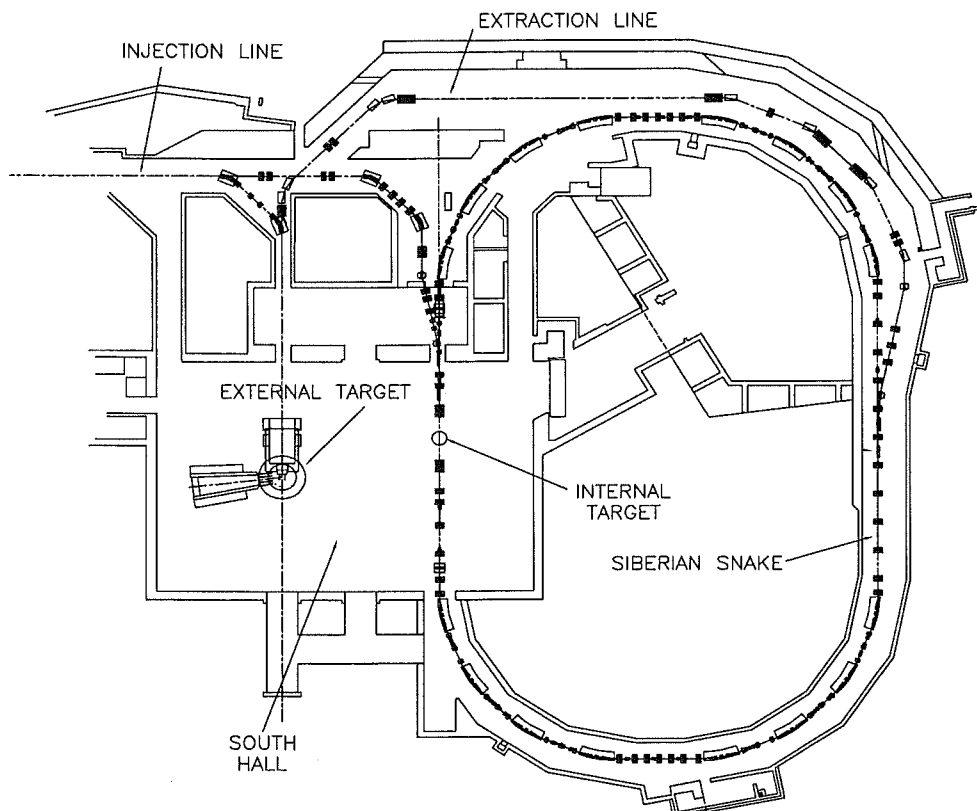 EXTRACTION LINE
INJECTION LINE
EXTERNAL TARGET
INTERNAL
TARGET
SIBERIAN SNAKE
SOUTH
HALL